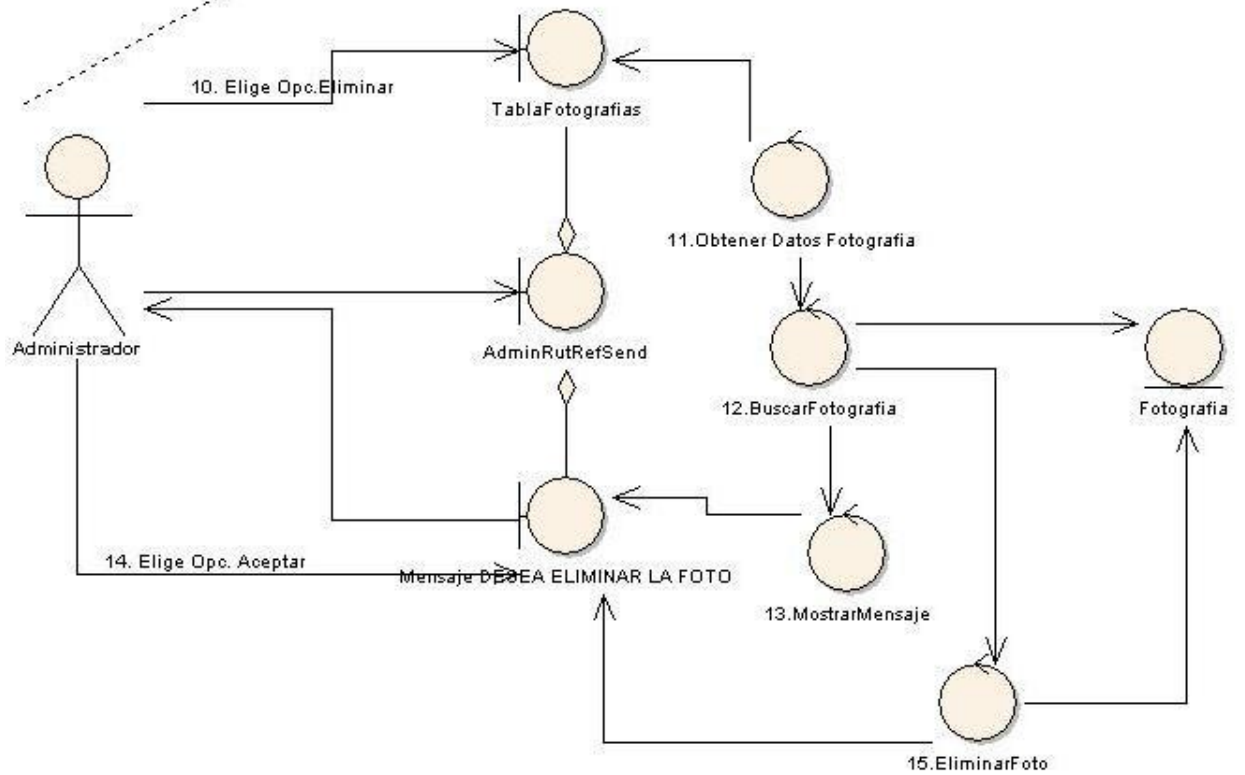 10. Elige Opc.Eliminar
TablaFotografias
11.Obtener Datos Fotografia
Administrador
AdminRutRefSend
12.BuscarFotografia
Fotografia
14. Elige Opc. Aceptar
Mensaje DESEA ELIMINAR LA FOTO
13.MostrarMensaje
15.EliminarFoto